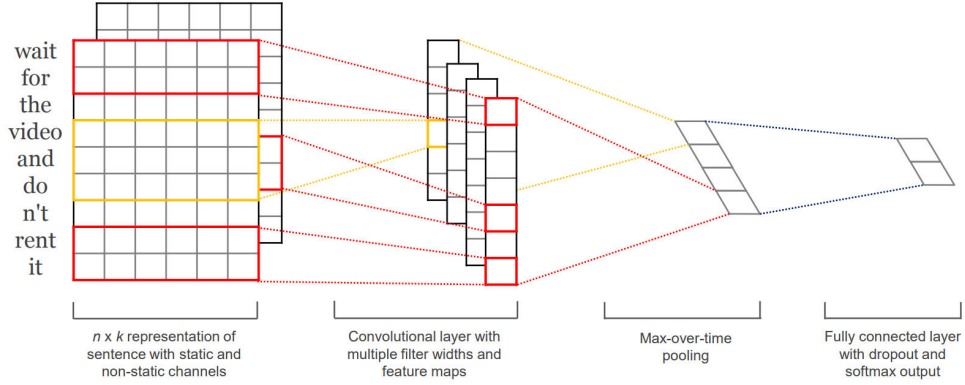 wait
for
the
video
and
do
n't
rent
it
n x k representation of
sentence with static and
non-static channels
Convolutional layer with
multiple filter widths and
feature maps
Max-over-time
pooling
Fully connected layer
with dropout and
softmax output